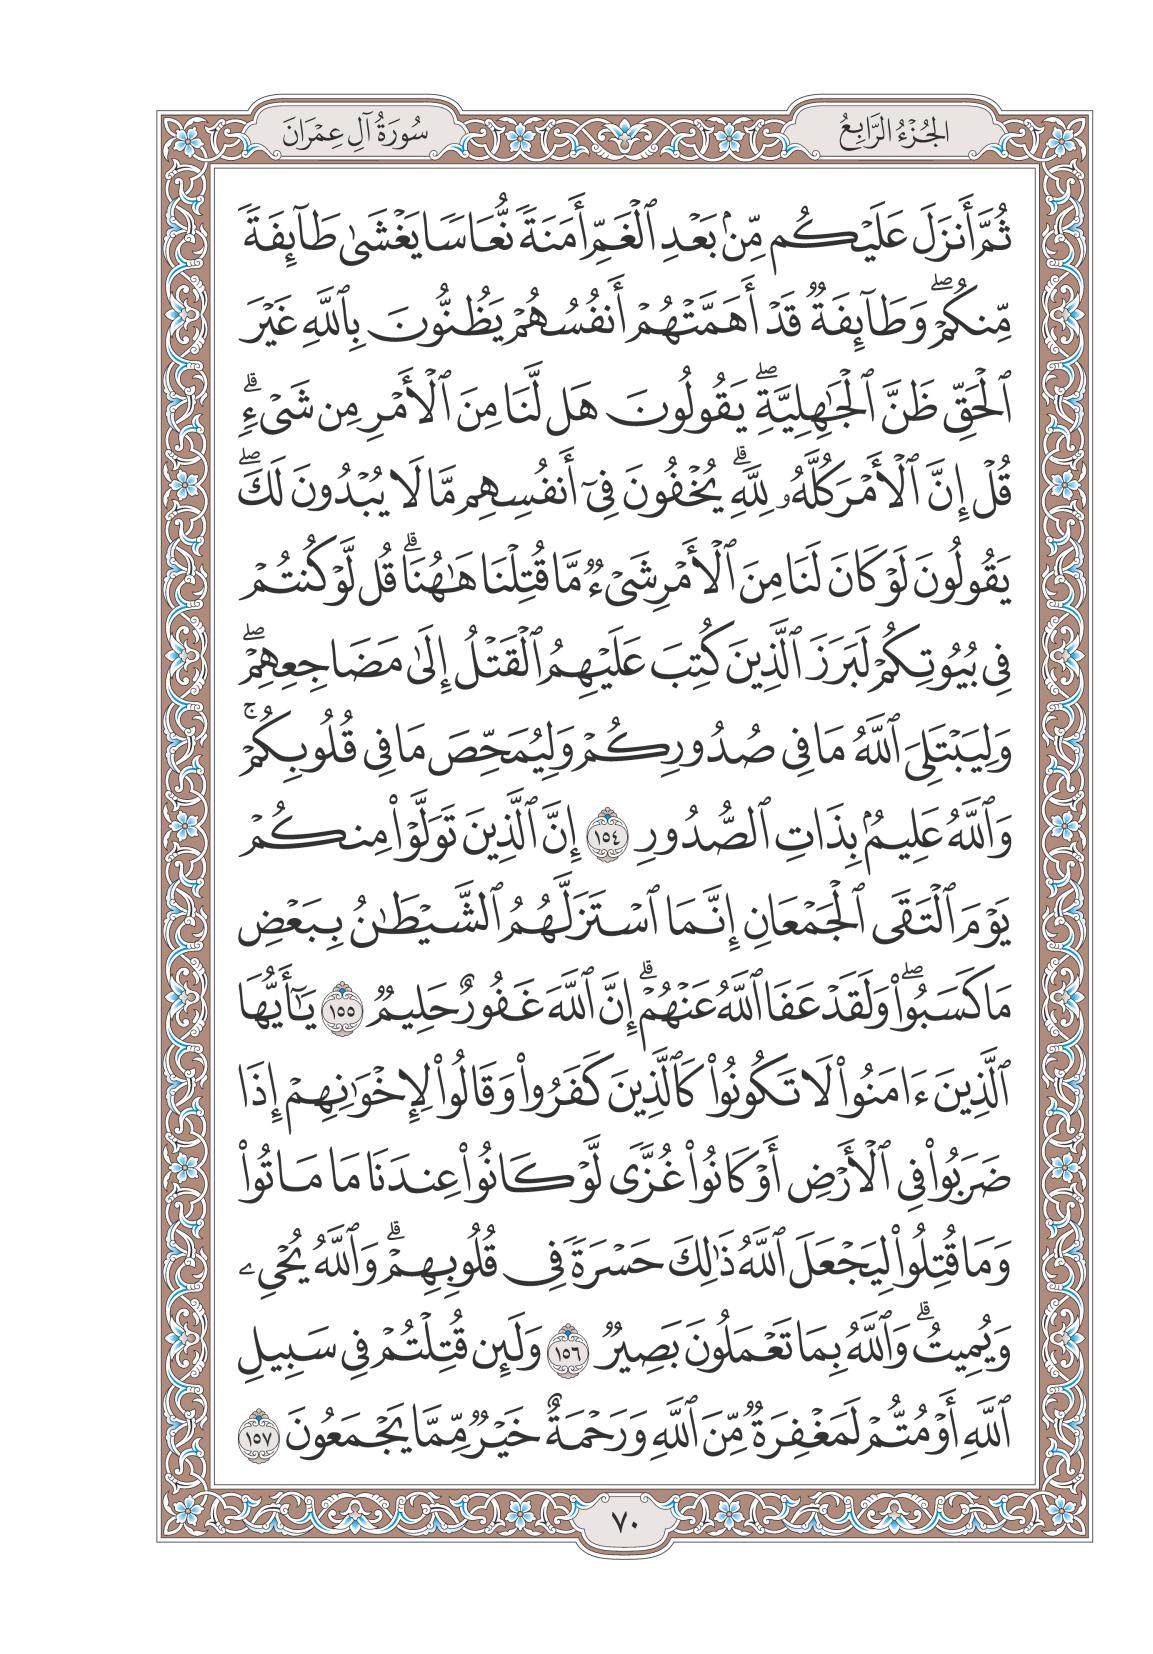 الجُزْءُ الرَّابِعُ
سُورَةُ آلِ عِمْرَانَ
ثُمَّ أَنزَلَ عَلَيْكُم مِّنۢ بَعْدِ ٱلْغَمِّ أَمَنَةً نُّعَاسًا يَغْشَىٰ طَآئِفَةً
مِّنكُمْ ۖ وَطَآئِفَةٌ قَدْ أَهَمَّتْهُمْ أَنفُسُهُمْ يَظُنُّونَ بِٱللَّهِ غَيْرَ
ٱلْحَقِّ ظَنَّ ٱلْجَٰهِلِيَّةِ ۖ يَقُولُونَ هَل لَّنَا مِنَ ٱلْأَمْرِ مِن شَىْءٍ ۗ
قُلْ إِنَّ ٱلْأَمْرَ كُلَّهُۥ لِلَّهِ ۗ يُخْفُونَ فِىٓ أَنفُسِهِم مَّا لَا يُبْدُونَ لَكَ ۖ
يَقُولُونَ لَوْ كَانَ لَنَا مِنَ ٱلْأَمْرِ شَىْءٌ مَّا قُتِلْنَا هَٰهُنَا ۗ قُل لَّوْ كُنتُمْ
فِى بُيُوتِكُمْ لَبَرَزَ ٱلَّذِينَ كُتِبَ عَلَيْهِمُ ٱلْقَتْلُ إِلَىٰ مَضَاجِعِهِمْ ۖ
وَلِيَبْتَلِىَ ٱللَّهُ مَا فِى صُدُورِكُمْ وَلِيُمَحِّصَ مَا فِى قُلُوبِكُمْ ۚ
وَٱللَّهُ عَلِيمٌۢ بِذَاتِ ٱلصُّدُورِ ١٥٤ إِنَّ ٱلَّذِينَ تَوَلَّوْا۟ مِنكُمْ
يَوْمَ ٱلْتَقَى ٱلْجَمْعَانِ إِنَّمَا ٱسْتَزَلَّهُمُ ٱلشَّيْطَٰنُ بِبَعْضِ
مَا كَسَبُوا۟ ۖ وَلَقَدْ عَفَا ٱللَّهُ عَنْهُمْ ۗ إِنَّ ٱللَّهَ غَفُورٌ حَلِيمٌ ١٥٥ يَٰٓأَيُّهَا
ٱلَّذِينَ ءَامَنُوا۟ لَا تَكُونُوا۟ كَٱلَّذِينَ كَفَرُوا۟ وَقَالُوا۟ لِإِخْوَٰنِهِمْ إِذَا
ضَرَبُوا۟ فِى ٱلْأَرْضِ أَوْ كَانُوا۟ غُزًّى لَّوْ كَانُوا۟ عِندَنَا مَا مَاتُوا۟
وَمَا قُتِلُوا۟ لِيَجْعَلَ ٱللَّهُ ذَٰلِكَ حَسْرَةً فِى قُلُوبِهِمْ ۗ وَٱللَّهُ يُحْىِۦ
وَيُمِيتُ ۗ وَٱللَّهُ بِمَا تَعْمَلُونَ بَصِيرٌ ١٥٦ وَلَئِن قُتِلْتُمْ فِى سَبِيلِ
ٱللَّهِ أَوْ مُتُّمْ لَمَغْفِرَةٌ مِّنَ ٱللَّهِ وَرَحْمَةٌ خَيْرٌ مِّمَّا يَجْمَعُونَ ١٥٧
٧٠